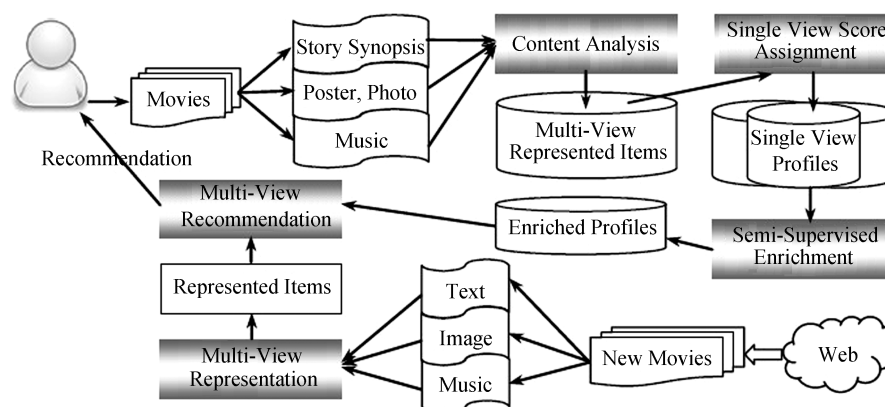 Story Synopsis
Poster, Photo
Music
Movies
Content Analysis
Single View Score
Assignment
Multi-View
Represented Items
Single View
Profiles
Recommendation
Multi-View
Recommendation
Enriched Profiles
Semi-Supervised
Enrichment
Represented Items
Text
Image
Music
Multi-View
Representation
New Movies
Web